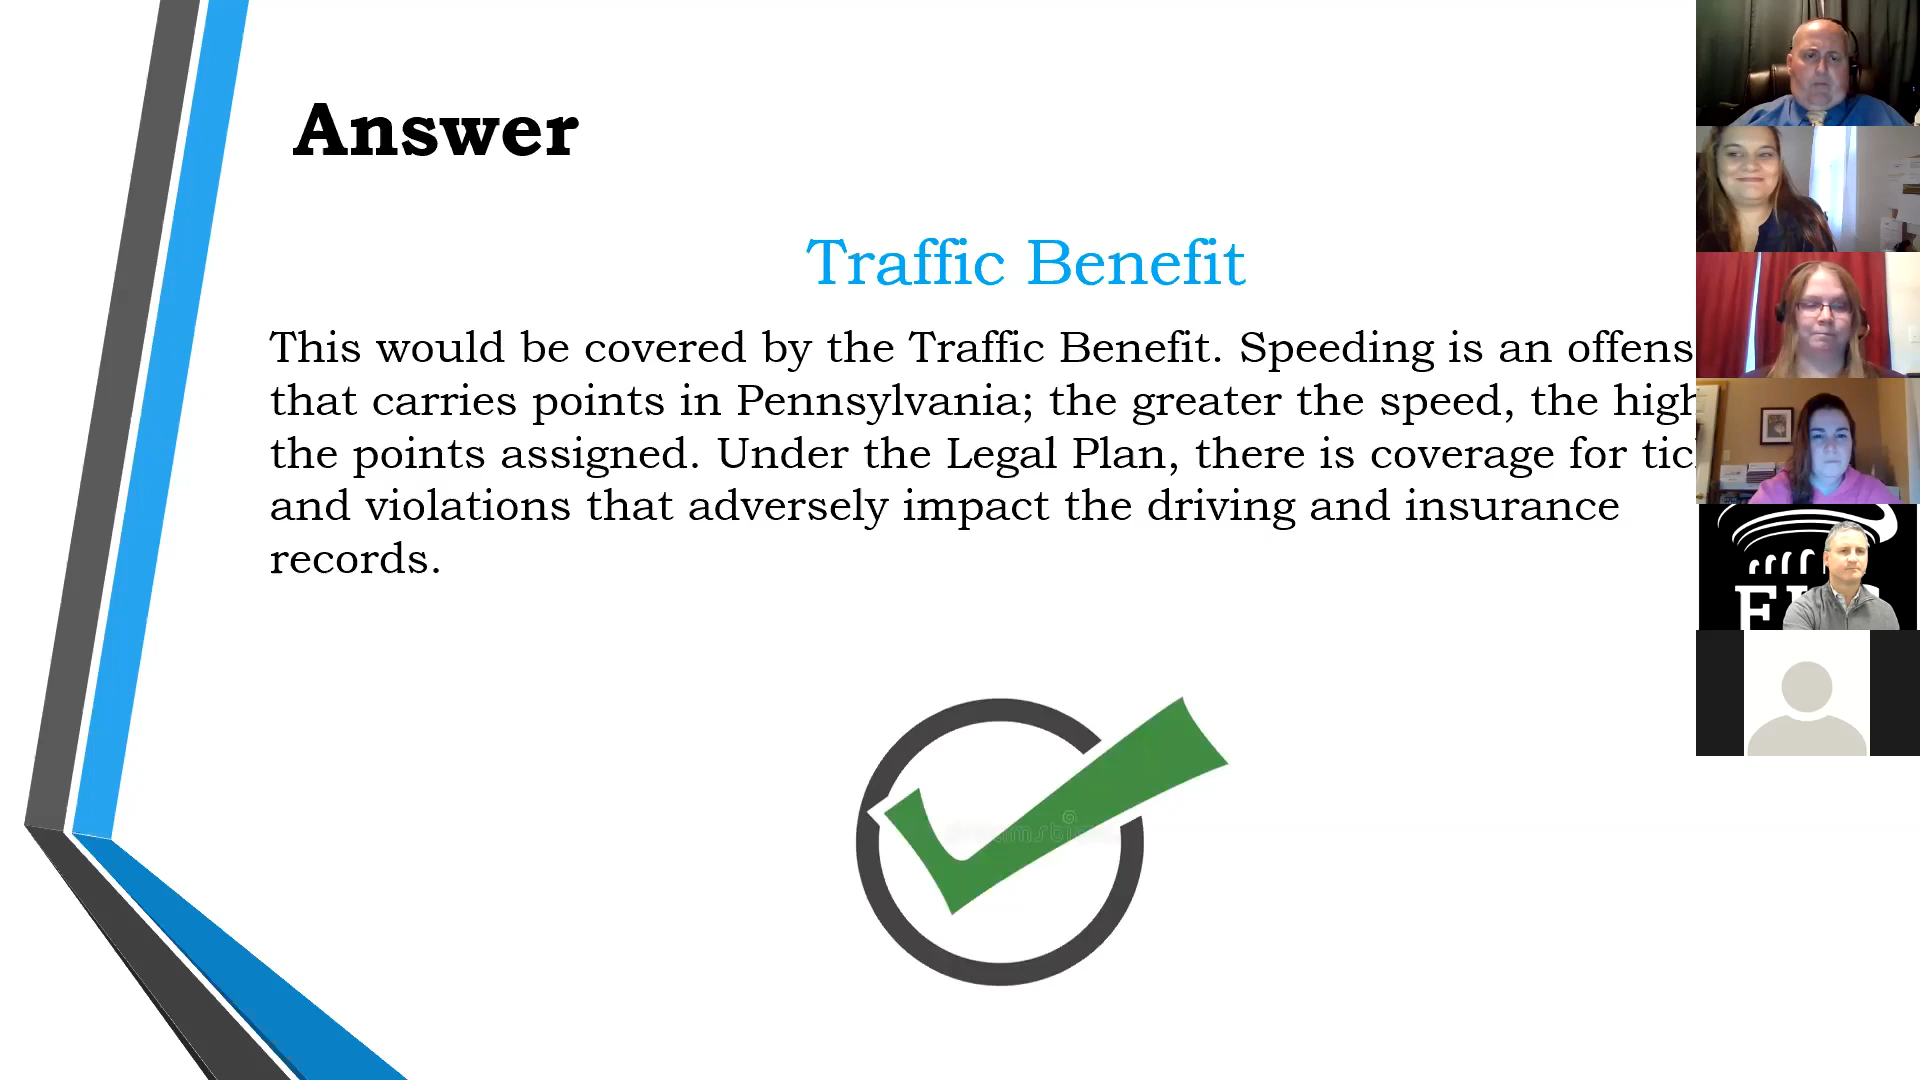 Answer
Traffic Benefit
This would be covered by the Traffic Benefit. Speeding is an offens
that carries points in Pennsylvania; the greater the speed, the high
the points assigned. Under the Legal Plan, there is coverage for tic
and violations that adversely impact the driving and insurance
records.